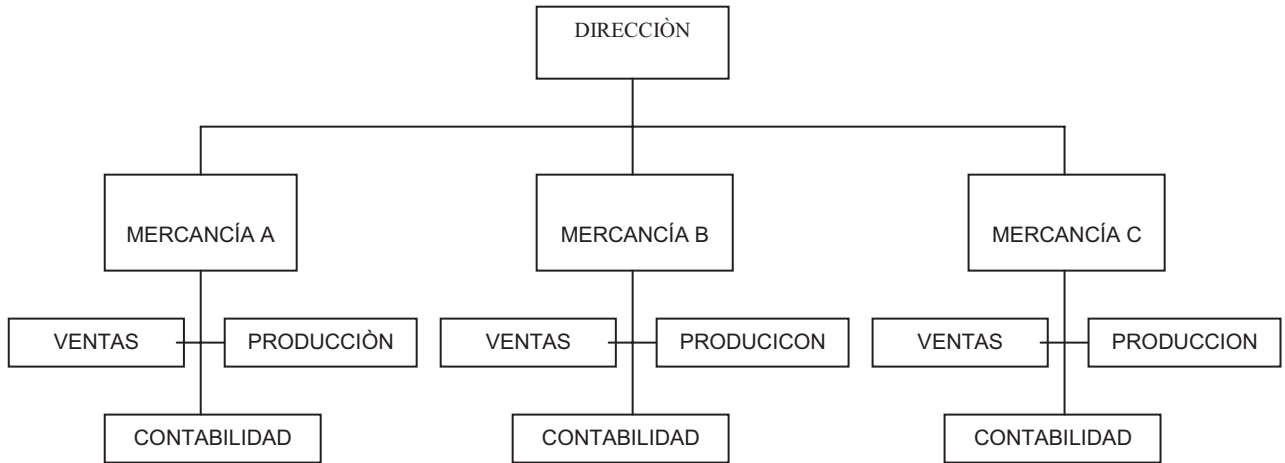 DIRECCIÒN
MERCANCÍA A
MERCANCÍA B
MERCANCÍA C
VENTAS
PRODUCCIÒN
VENTAS
PRODUCICON
VENTAS
PRODUCCION
CONTABILIDAD
CONTABILIDAD
CONTABILIDAD